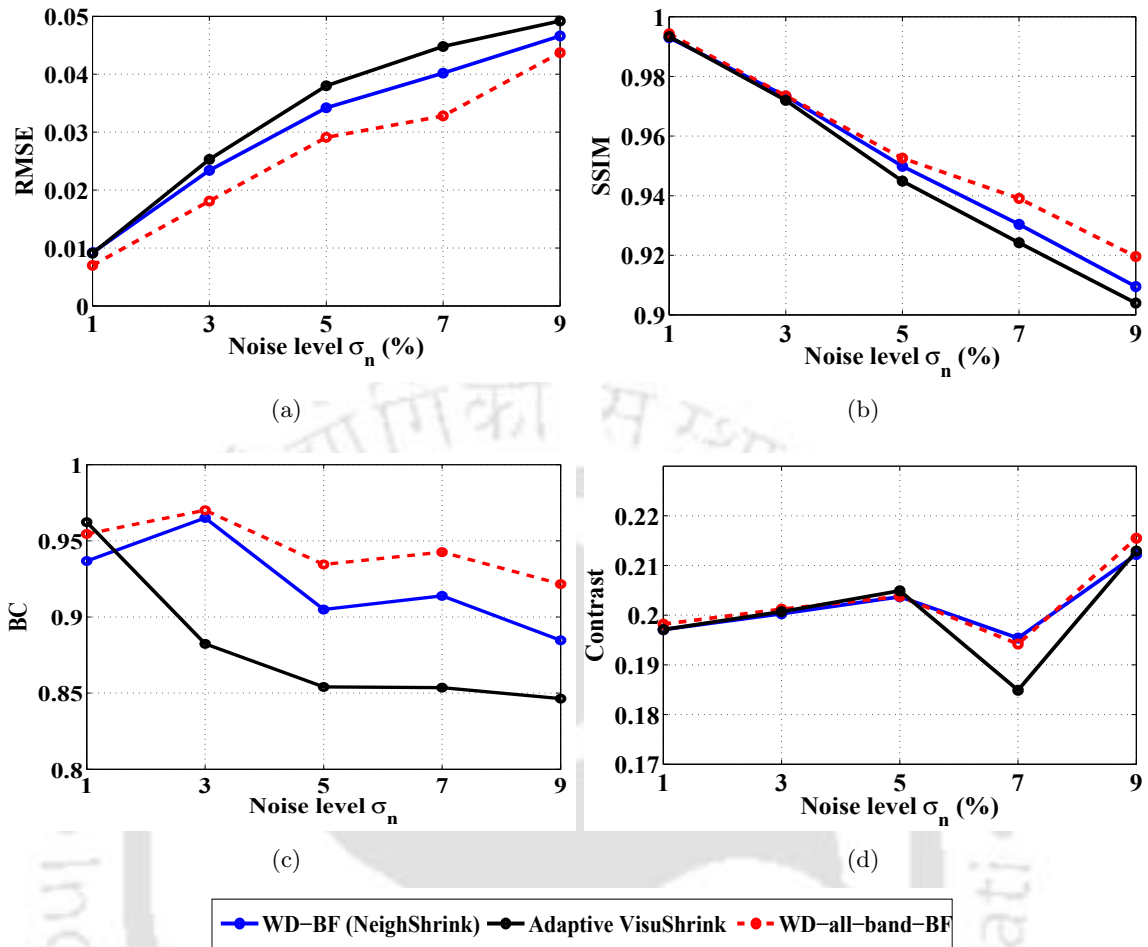 0.05
0.04
0.03
0.02
0.01
0
RMSE
1 3 5 7 9
Noise level σn (%)
(a)
1
0.98
0.96
0.94
0.92
0.9
SSIM
1 3 5 7 9
Noise level σn (%)
(b)
1
0.95
0.9
0.85
0.8
BC
1 3 5 7 9
Noise level σn
(c)
0.22
0.21
0.2
0.19
0.18
0.17
Contrast
1 3 5 7 9
Noise level σn (%)
(d)
WD−BF (NeighShrink) Adaptive VisuShrink WD−all−band−BF